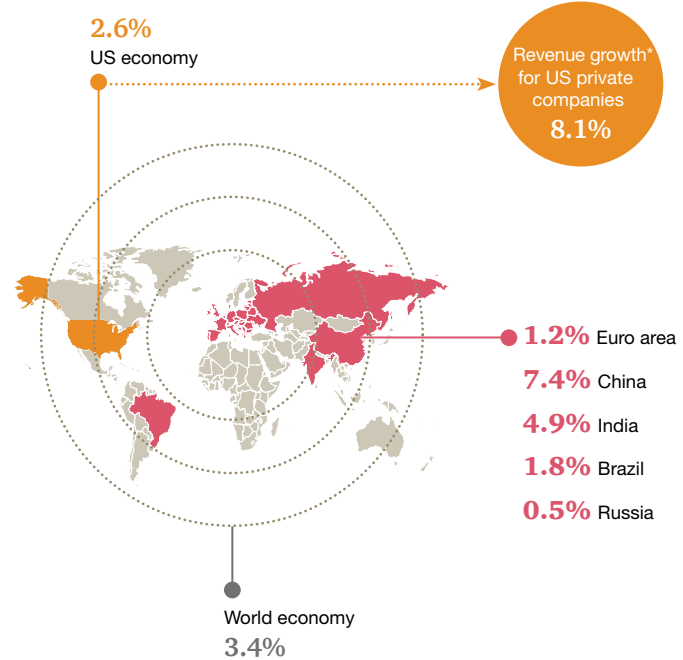 2.6%
US economy
Revenue growth*
for US private
companies
8.1%
1.2% Euro area
7.4% China
4.9% India
1.8% Brazil
0.5% Russia
World economy
3.4%